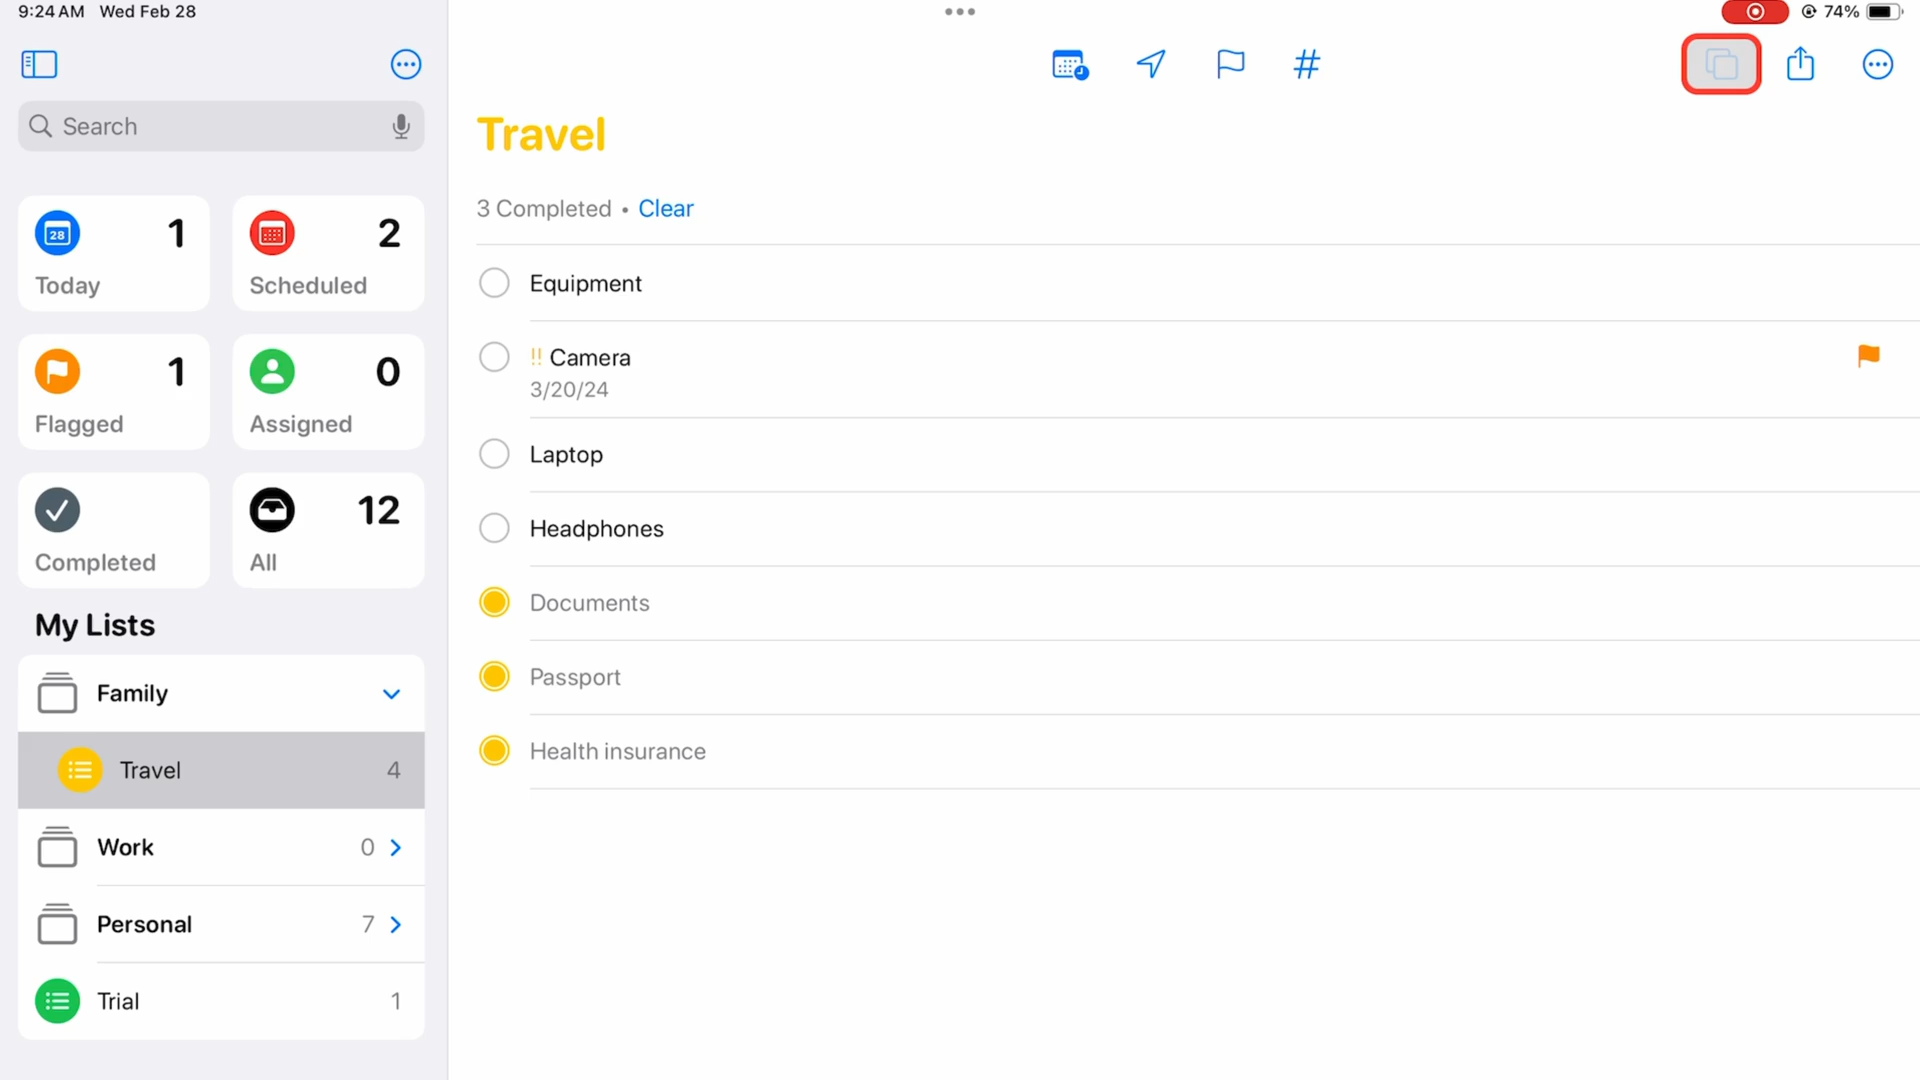 9:24 AM Wed Feb 28
74%
Search
28
1
Today
2
Scheduled
1
Flagged
0
Assigned
Completed
12
All
My Lists
Family
Travel 4
Work 0
Personal 7
Trial 1
#
Travel
3 Completed • Clear
Equipment
!! Camera
3/20/24
Laptop
Headphones
Documents
Passport
Health insurance